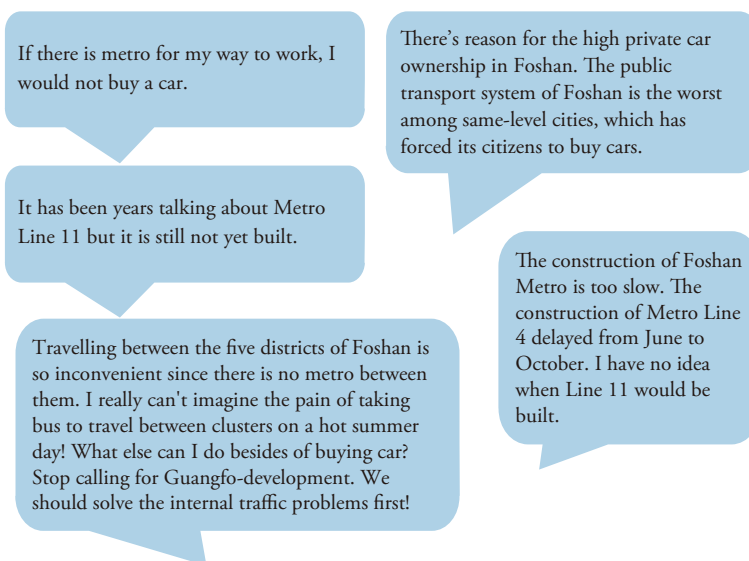 If there is metro for my way to work, I
would not buy a car.
There's reason for the high private car
ownership in Foshan. The public
transport system of Foshan is the worst
among same-level cities, which has
forced its citizens to buy cars.
It has been years talking about Metro
Line 11 but it is still not yet built.
The construction of Foshan
Metro is too slow. The
construction of Metro Line
4 delayed from June to
October. I have no idea
when Line 11 would be
built.
Travelling between the five districts of Foshan is
so inconvenient since there is no metro between
them. I really can't imagine the pain of taking
bus to travel between clusters on a hot summer
day! What else can I do besides of buying car?
Stop calling for Guangfo-development. We
should solve the internal traffic problems first!